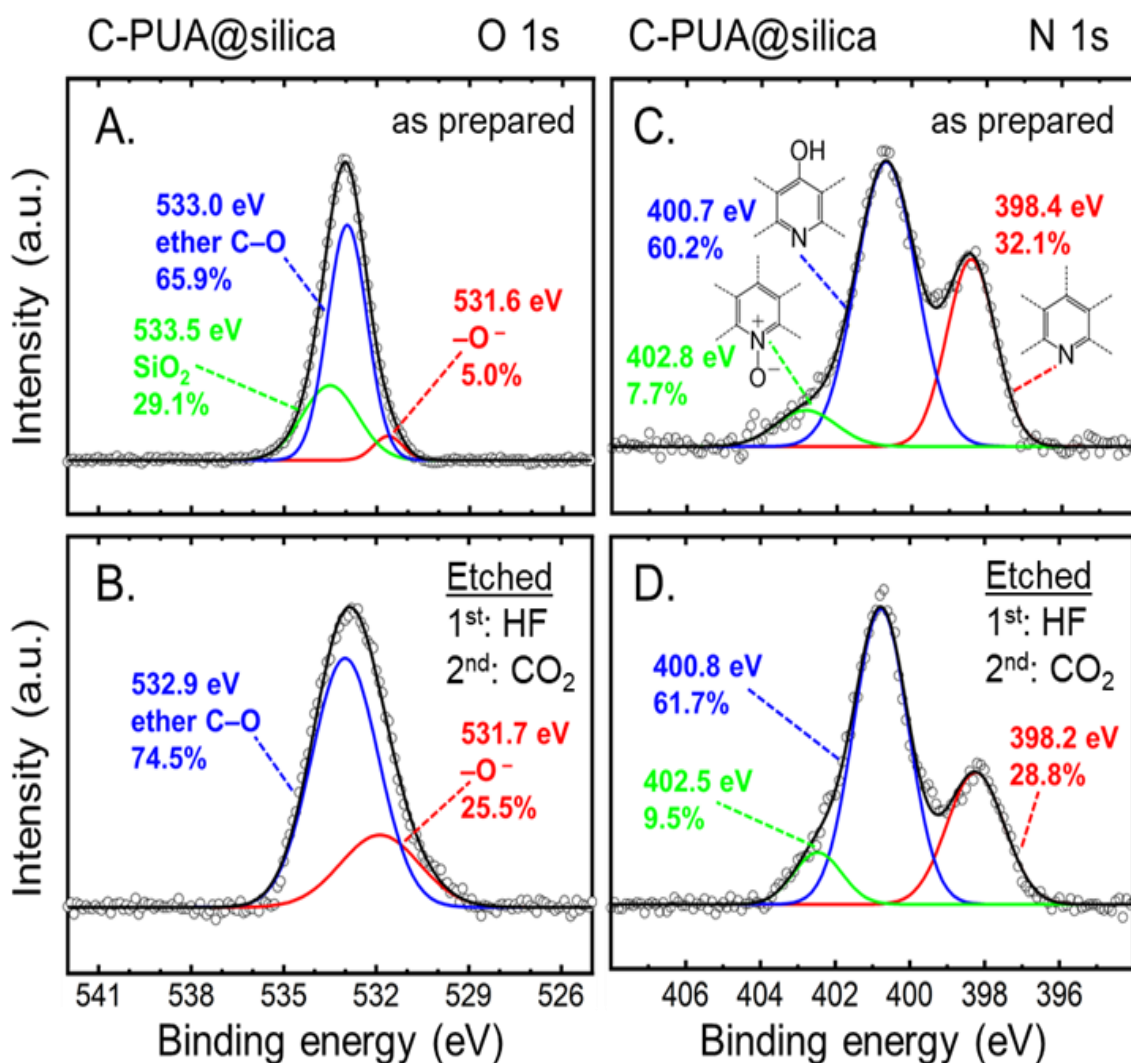 C-PUA@silica O 1s
C-PUA@silica N 1s
Intensity (a.u.)
A.
as prepared
533.0 eV
ether C–O
65.9%
533.5 eV
SiO₂
29.1%
531.6 eV
–O⁻
5.0%
C.
as prepared
OH
N
400.7 eV
60.2%
N
+
O⁻
402.8 eV
7.7%
398.4 eV
32.1%
N
Intensity (a.u.)
B.
Etched
1st: HF
2nd: CO₂
532.9 eV
ether C–O
74.5%
531.7 eV
–O⁻
25.5%
D.
Etched
1st: HF
2nd: CO₂
400.8 eV
61.7%
402.5 eV
9.5%
398.2 eV
28.8%
541 538 535 532 529 526
Binding energy (eV)
406 404 402 400 398 396
Binding energy (eV)